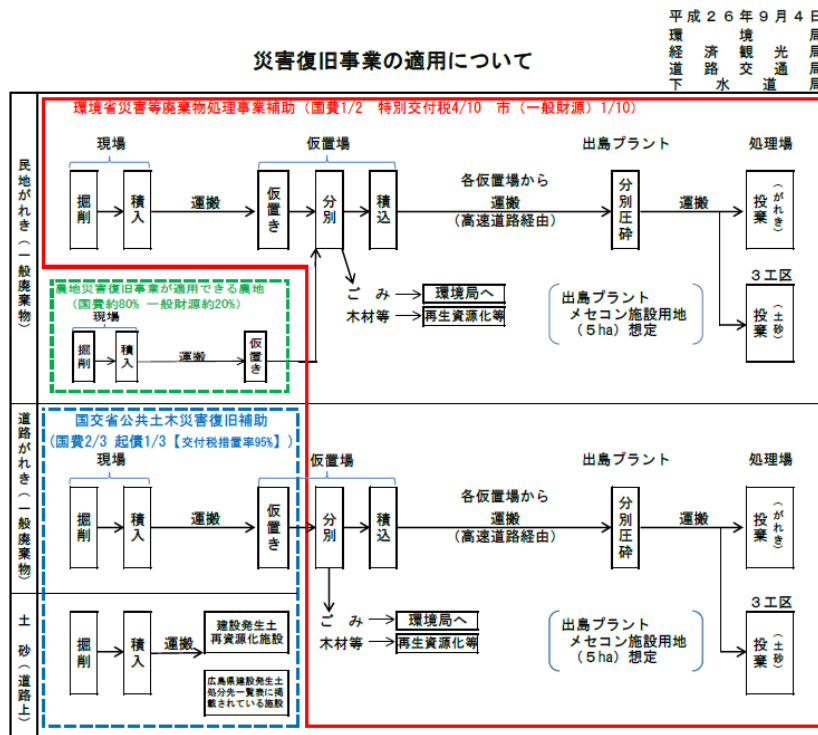 平成２６年９月４日
環境局
経済観光局
道路交通局
下水道局
災害復旧事業の適用について
民地がれき（一般廃棄物）
環境省災害等廃棄物処理事業補助（国費1/2　特別交付税4/10　市（一般財源）1/10）
現場
仮置場
出島プラント
処理場
掘削
積入
運搬
仮置き
分別
積込
各仮置場から
運搬
（高速道路経由）
分別圧砕
運搬
投棄（がれき）
農地災害復旧事業が適用できる農地
（国費約80%　一般財源約20%）
現場
掘削
積入
運搬
仮置き
ごみ
環境局へ
木材等
再生資源化等
出島プラント
メセコン施設用地
（５ha）想定
３工区
投棄（土砂）
道路がれき（一般廃棄物）
国交省公共土木災害復旧補助
（国費2/3　起債1/3【交付税措置率95%】）
現場
仮置場
出島プラント
処理場
掘削
積入
運搬
仮置き
分別
積込
各仮置場から
運搬
（高速道路経由）
分別圧砕
運搬
投棄（がれき）
ごみ
環境局へ
木材等
再生資源化等
出島プラント
メセコン施設用地
（５ha）想定
３工区
投棄（土砂）
土砂（道路上）
掘削
積入
運搬
建設発生土
再資源化施設
広島県建設発生土
処分先一覧表に掲
載されている施設